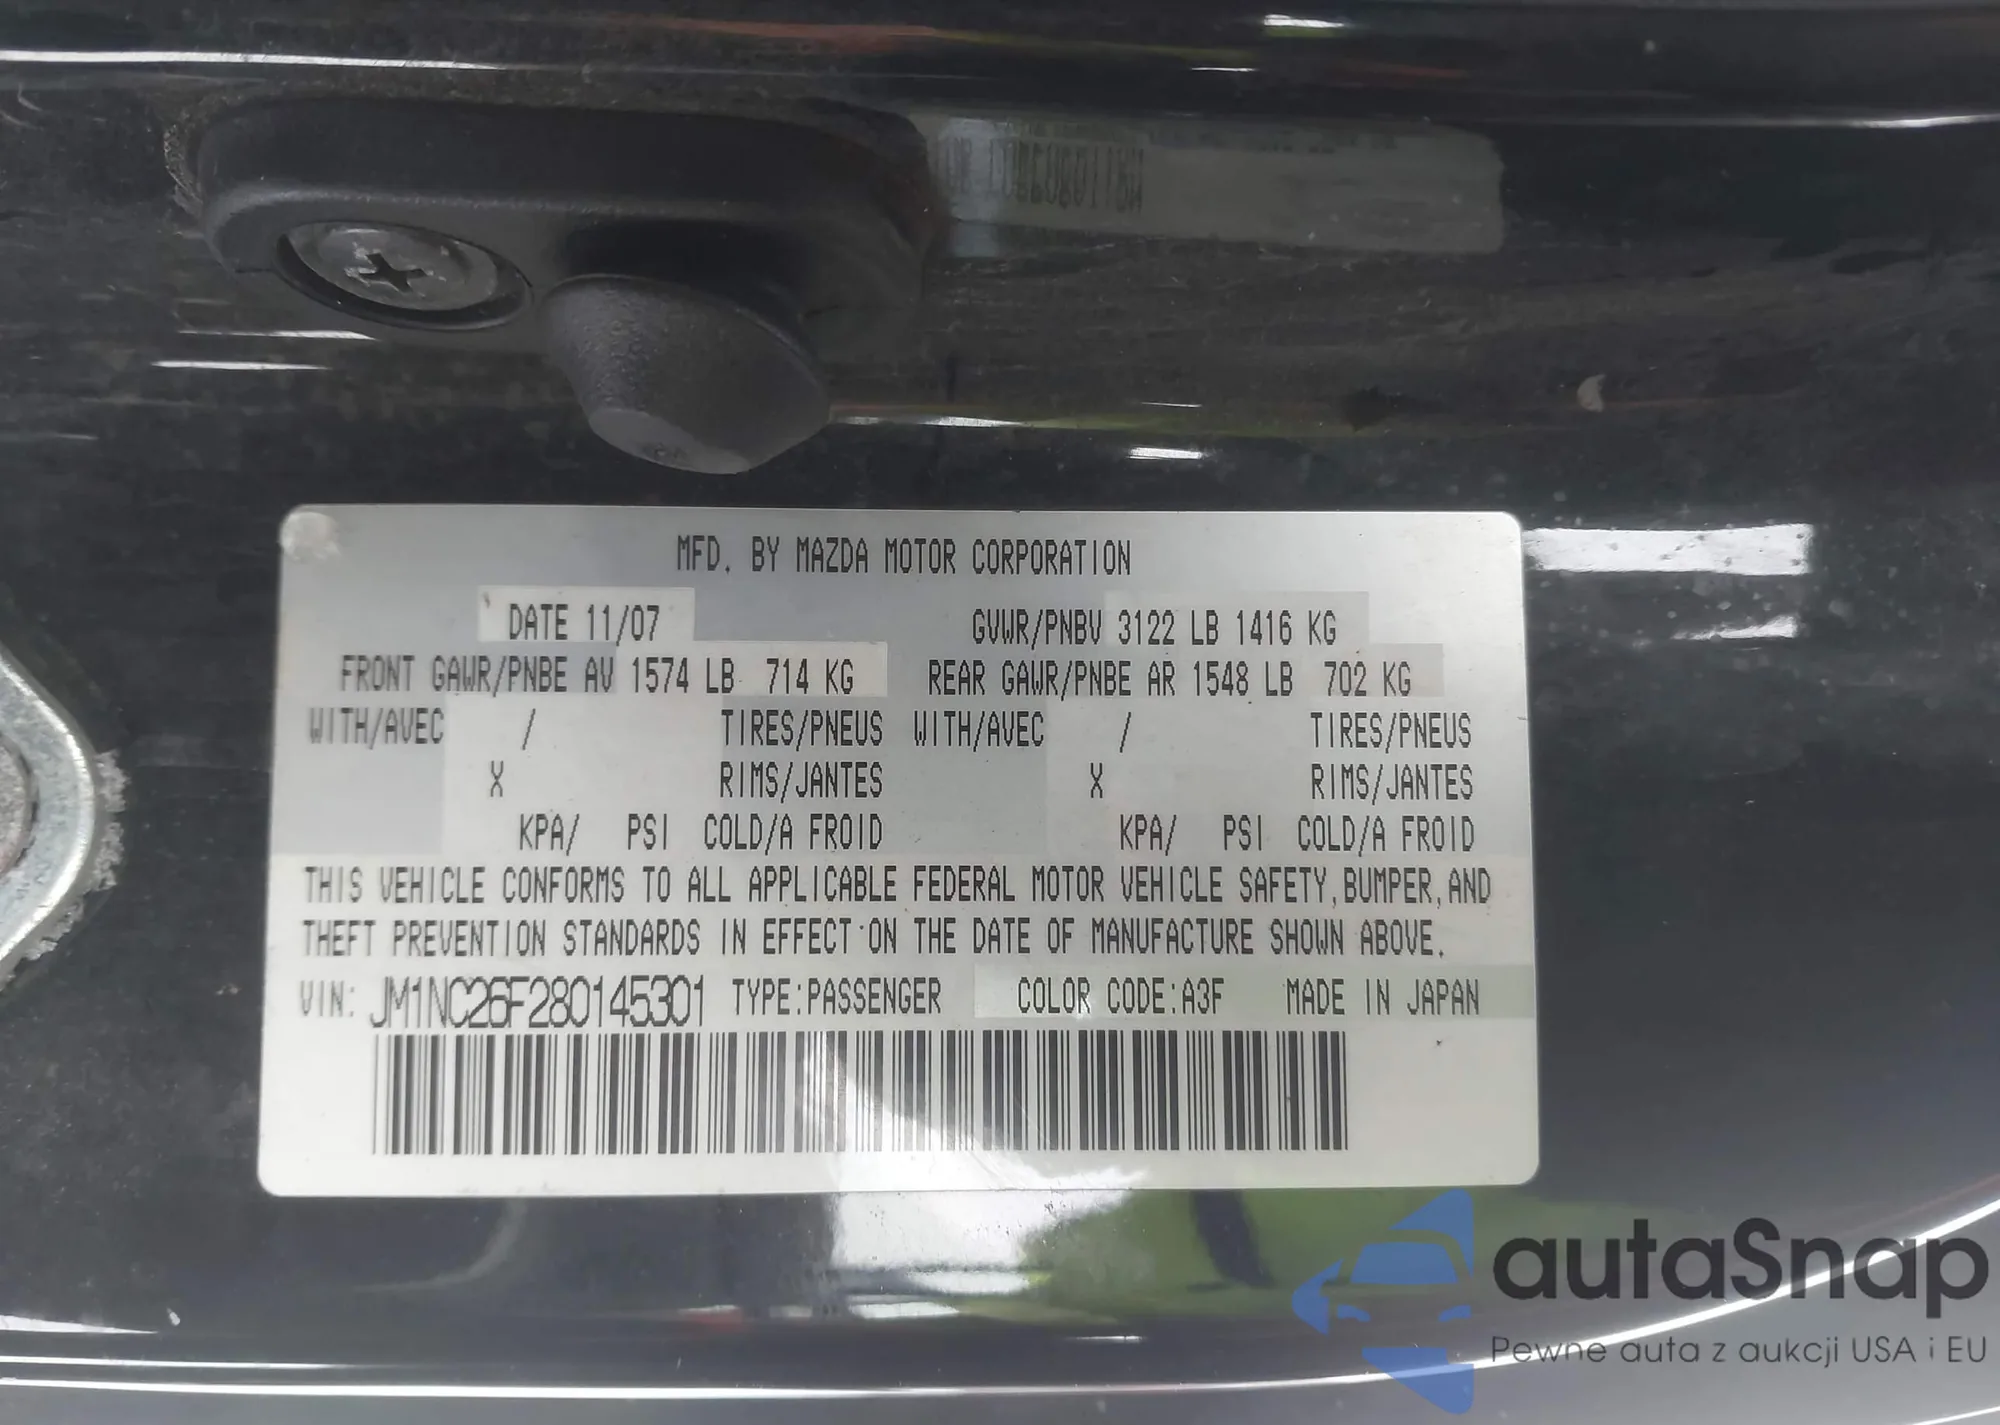 MFD. BY MAZDA MOTOR CORPORATION
DATE 11/07 GVWR/PNBV 3122 LB 1416 KG
FRONT GAWR/PNBE AV 1574 LB 714 KG REAR GAWR/PNBE AR 1548 LB 702 KG
WITH/AVEC / TIRES/PNEUS WITH/AVEC / TIRES/PNEUS
X RIMS/JANTES X RIMS/JANTES
KPA/ PSI COLD/A FROID KPA/ PSI COLD/A FROID
THIS VEHICLE CONFORMS TO ALL APPLICABLE FEDERAL MOTOR VEHICLE SAFETY, BUMPER, AND
THEFT PREVENTION STANDARDS IN EFFECT ON THE DATE OF MANUFACTURE SHOWN ABOVE.
VIN: JM1NC26F280145301 TYPE:PASSENGER COLOR CODE:A3F MADE IN JAPAN
autaSnap
Pewne auta z aukcji USA i EU